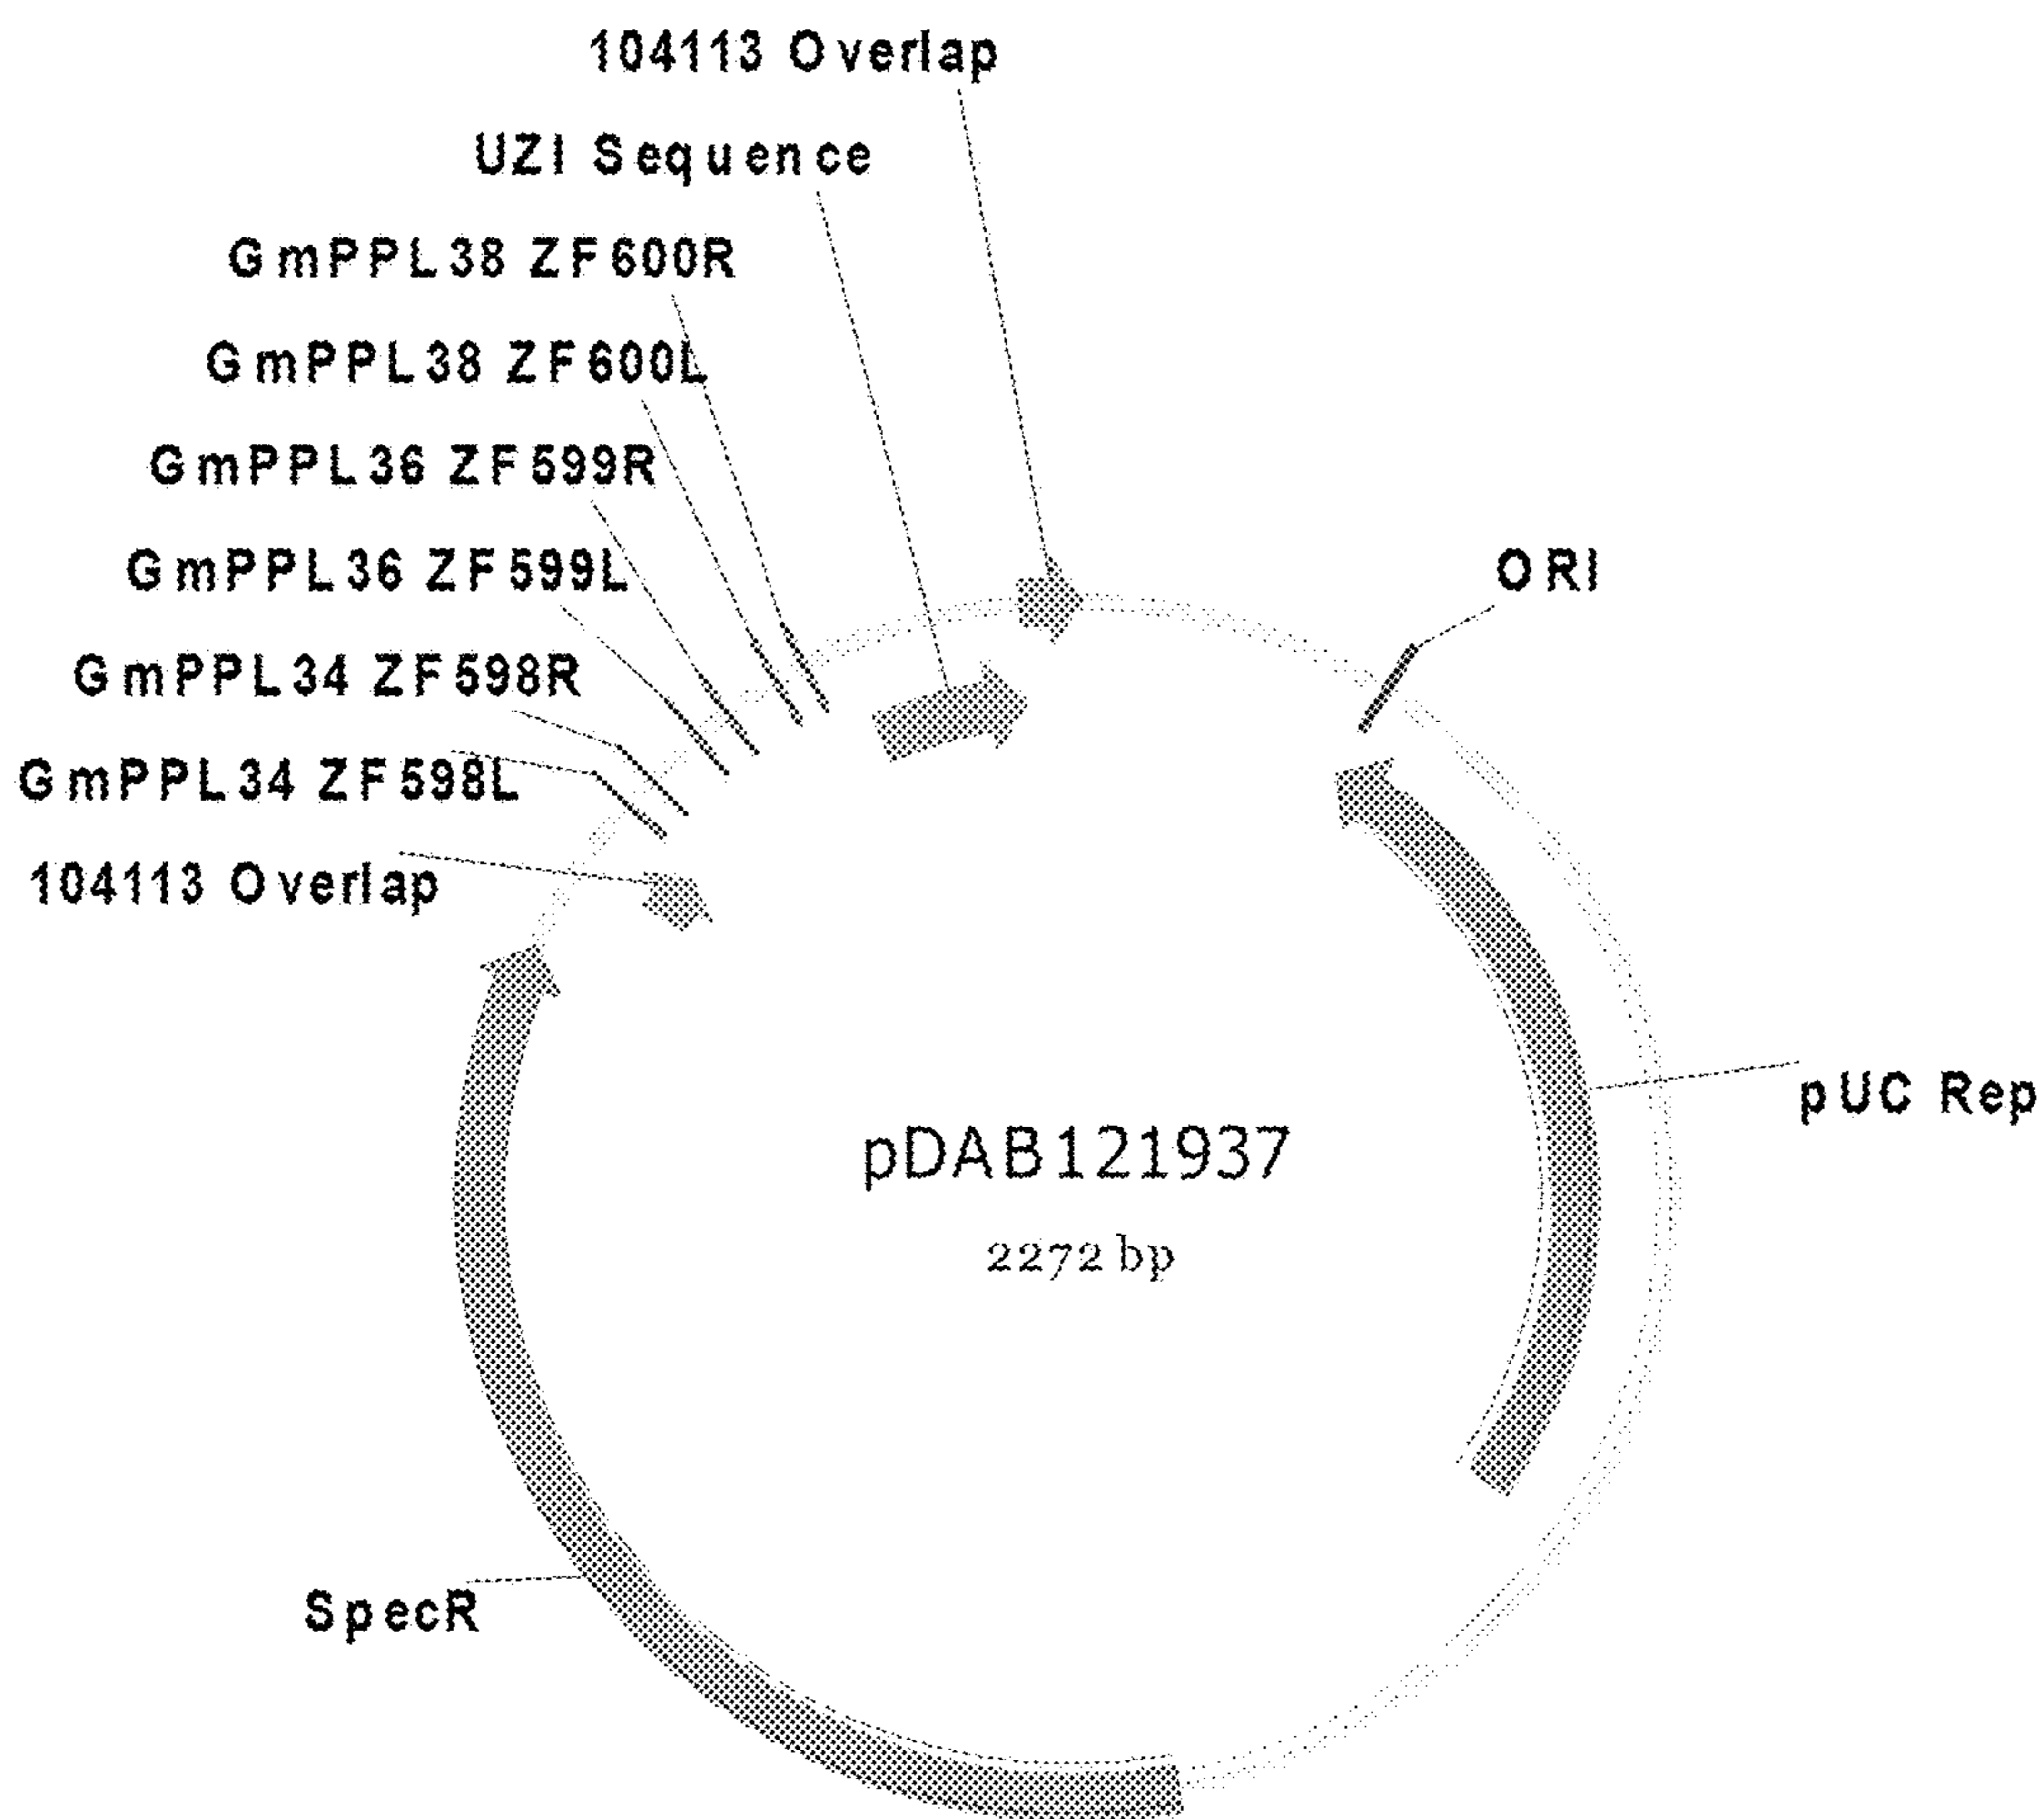 104113 Overlap
UZI Sequence
GmPPL38 ZF600R
GmPPL38 ZF600L
GmPPL36 ZF599R
GmPPL36 ZF599L
ORI
GmPPL34 ZF598R
GmPPL34 ZF598L
104113 Overlap
pUC Rep
pDAB121937
2272 bp
SpecR